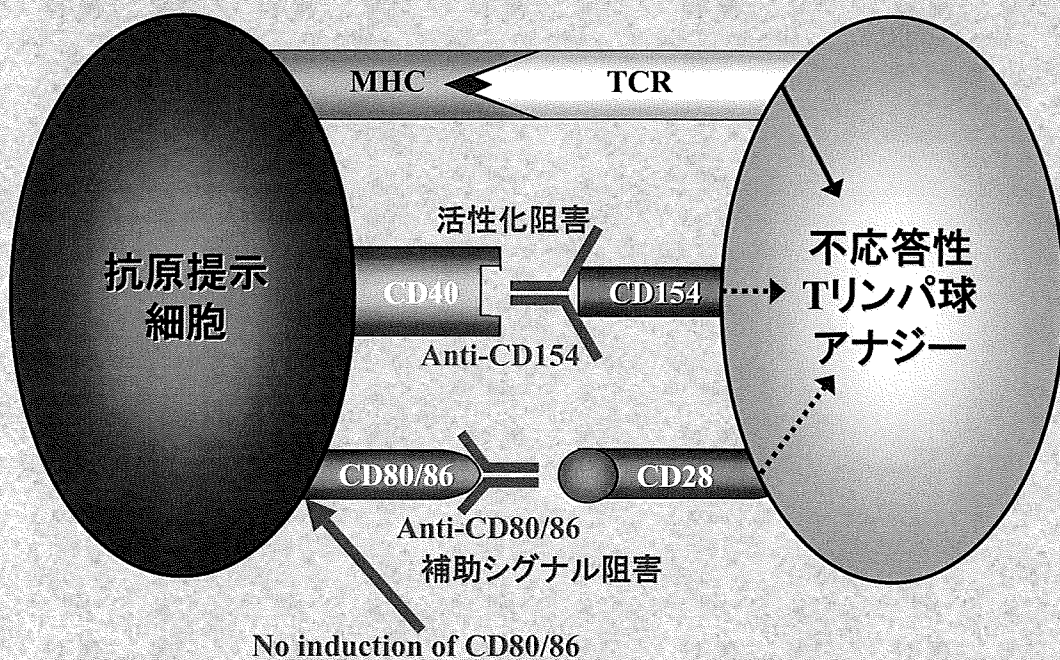 MHC
TCR
活性化阻害
抗原提示
細胞
CD40
CD154
不応答性
Tリンパ球
アナジー
Anti-CD154
CD80/86
CD28
Anti-CD80/86
補助シグナル阻害
No induction of CD80/86